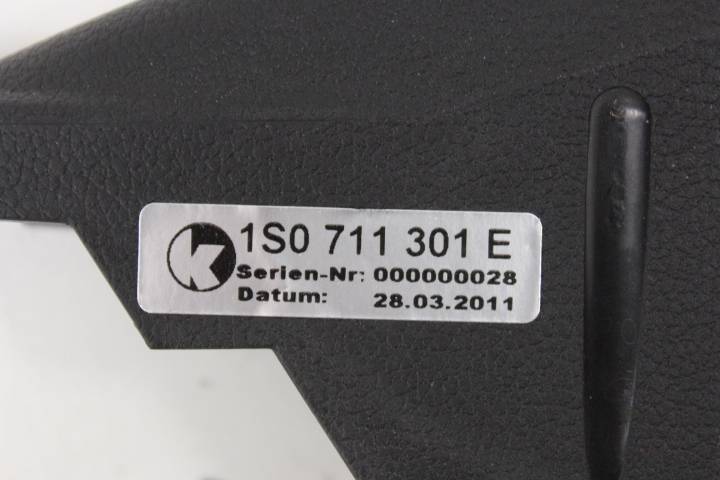 K 1S0 711 301 E
Serien-Nr: 000000028
Datum: 28.03.2011